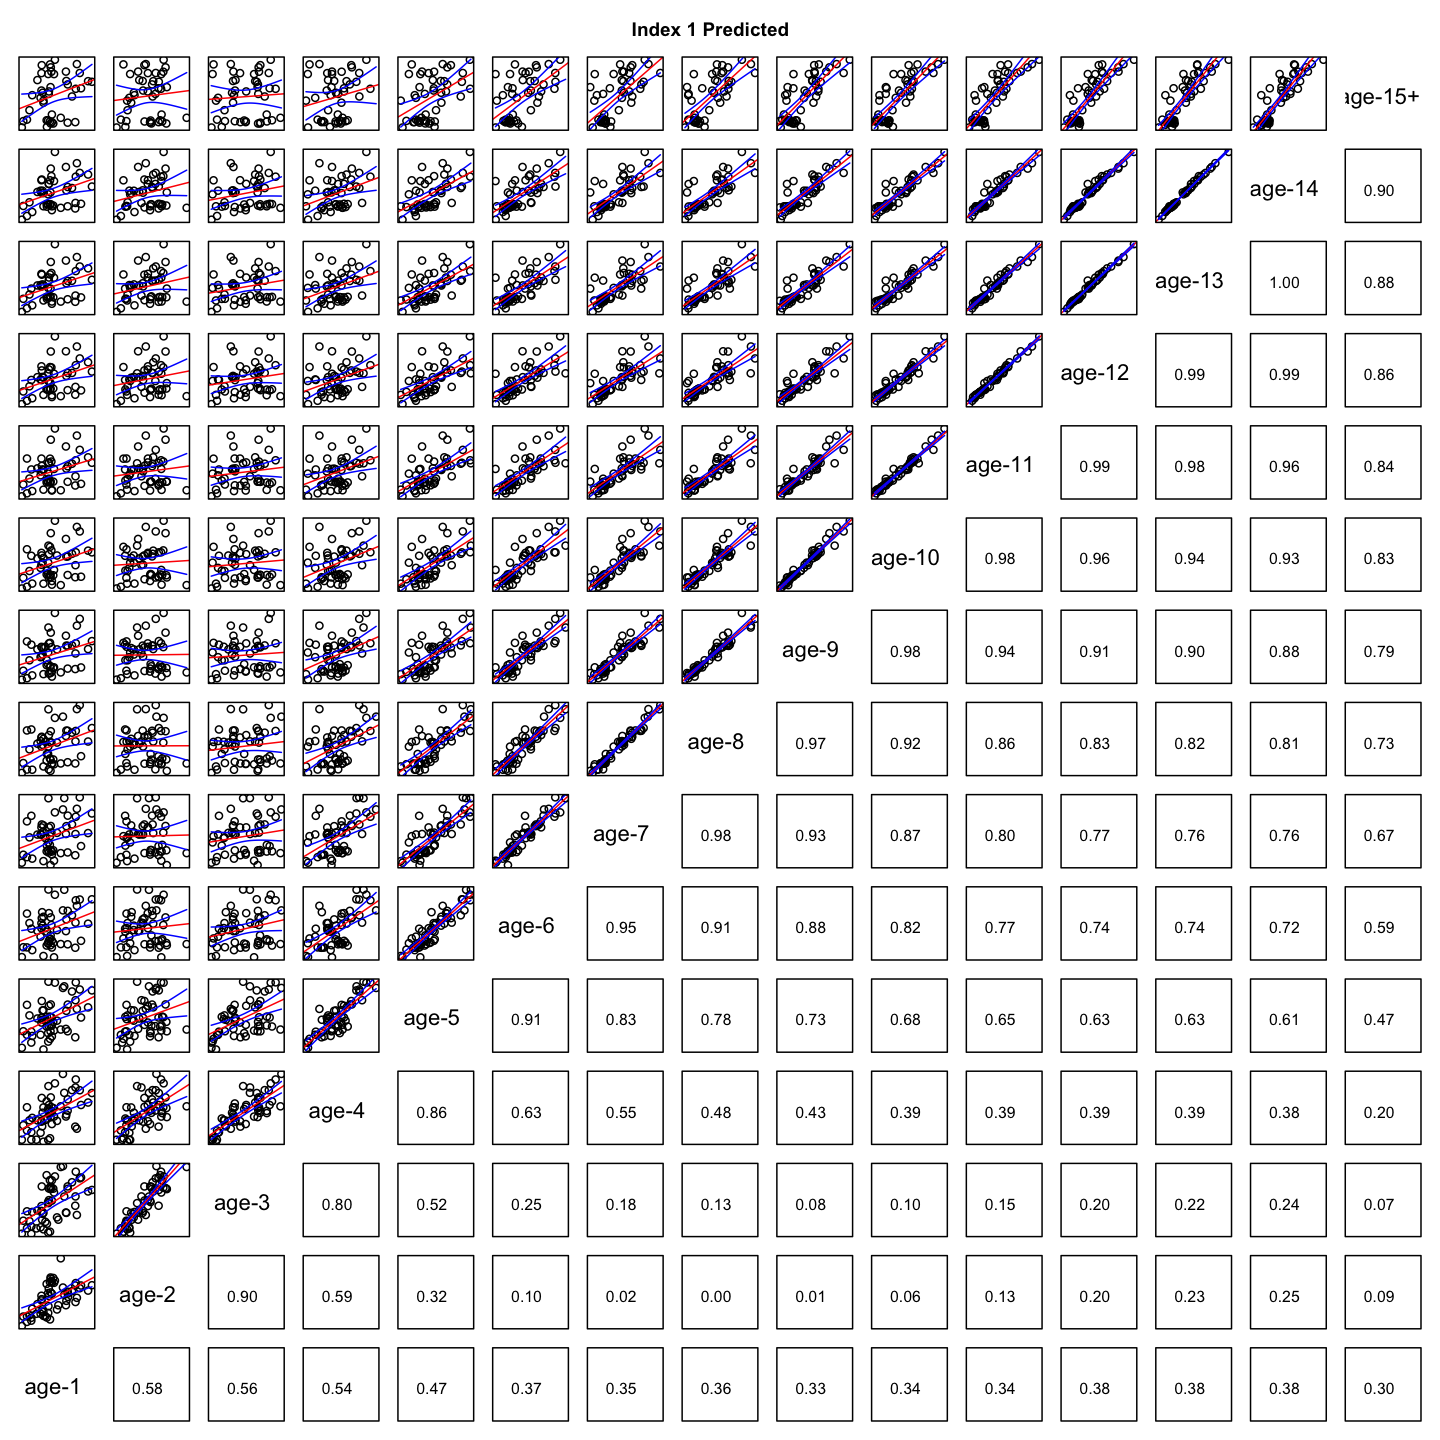 Index 1 Predicted
age-15+
age-14 0.90
age-13 1.00 0.88
age-12 0.99 0.99 0.86
age-11 0.99 0.98 0.96 0.84
age-10 0.98 0.96 0.94 0.93 0.83
age-9 0.98 0.94 0.91 0.90 0.88 0.79
age-8 0.97 0.92 0.86 0.83 0.82 0.81 0.73
age-7 0.98 0.93 0.87 0.80 0.77 0.76 0.76 0.67
age-6 0.95 0.91 0.88 0.82 0.77 0.74 0.74 0.72 0.59
age-5 0.91 0.83 0.78 0.73 0.68 0.65 0.63 0.63 0.61 0.47
age-4 0.86 0.63 0.55 0.48 0.43 0.39 0.39 0.39 0.39 0.38 0.20
age-3 0.80 0.52 0.25 0.18 0.13 0.08 0.10 0.15 0.20 0.22 0.24 0.07
age-2 0.90 0.59 0.32 0.10 0.02 0.00 0.01 0.06 0.13 0.20 0.23 0.25 0.09
age-1 0.58 0.56 0.54 0.47 0.37 0.35 0.36 0.33 0.34 0.34 0.38 0.38 0.38 0.30